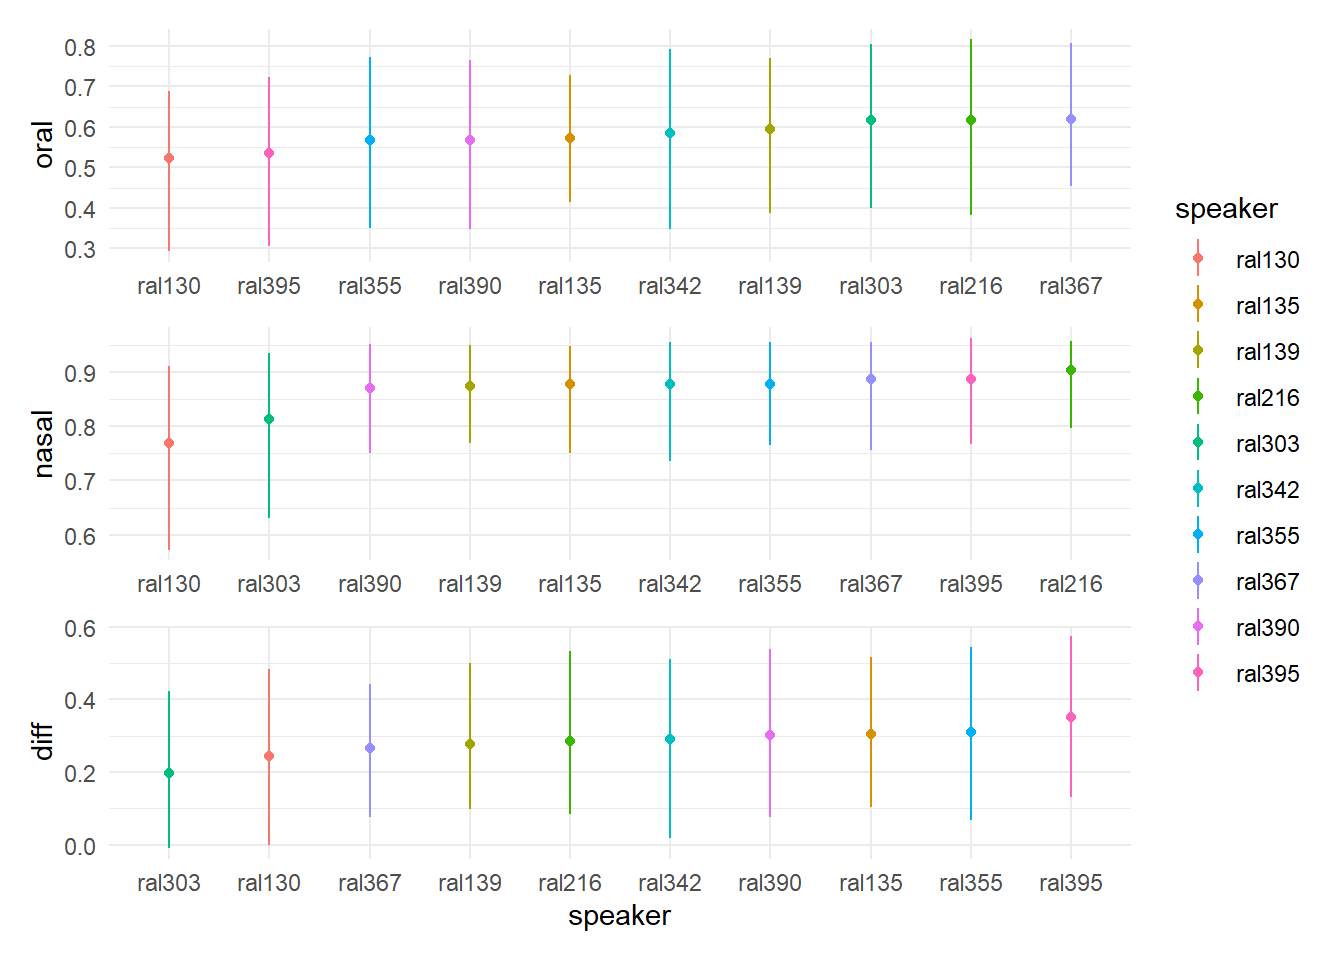 oral
0.8
0.7
0.6
0.5
0.4
0.3
ral130 ral395 ral355 ral390 ral135 ral342 ral139 ral303 ral216 ral367
nasal
0.9
0.8
0.7
0.6
ral130 ral303 ral390 ral139 ral135 ral342 ral355 ral367 ral395 ral216
diff
0.6
0.4
0.2
0.0
ral303 ral130 ral367 ral139 ral216 ral342 ral390 ral135 ral355 ral395
speaker
speaker
ral130
ral135
ral139
ral216
ral303
ral342
ral355
ral367
ral390
ral395